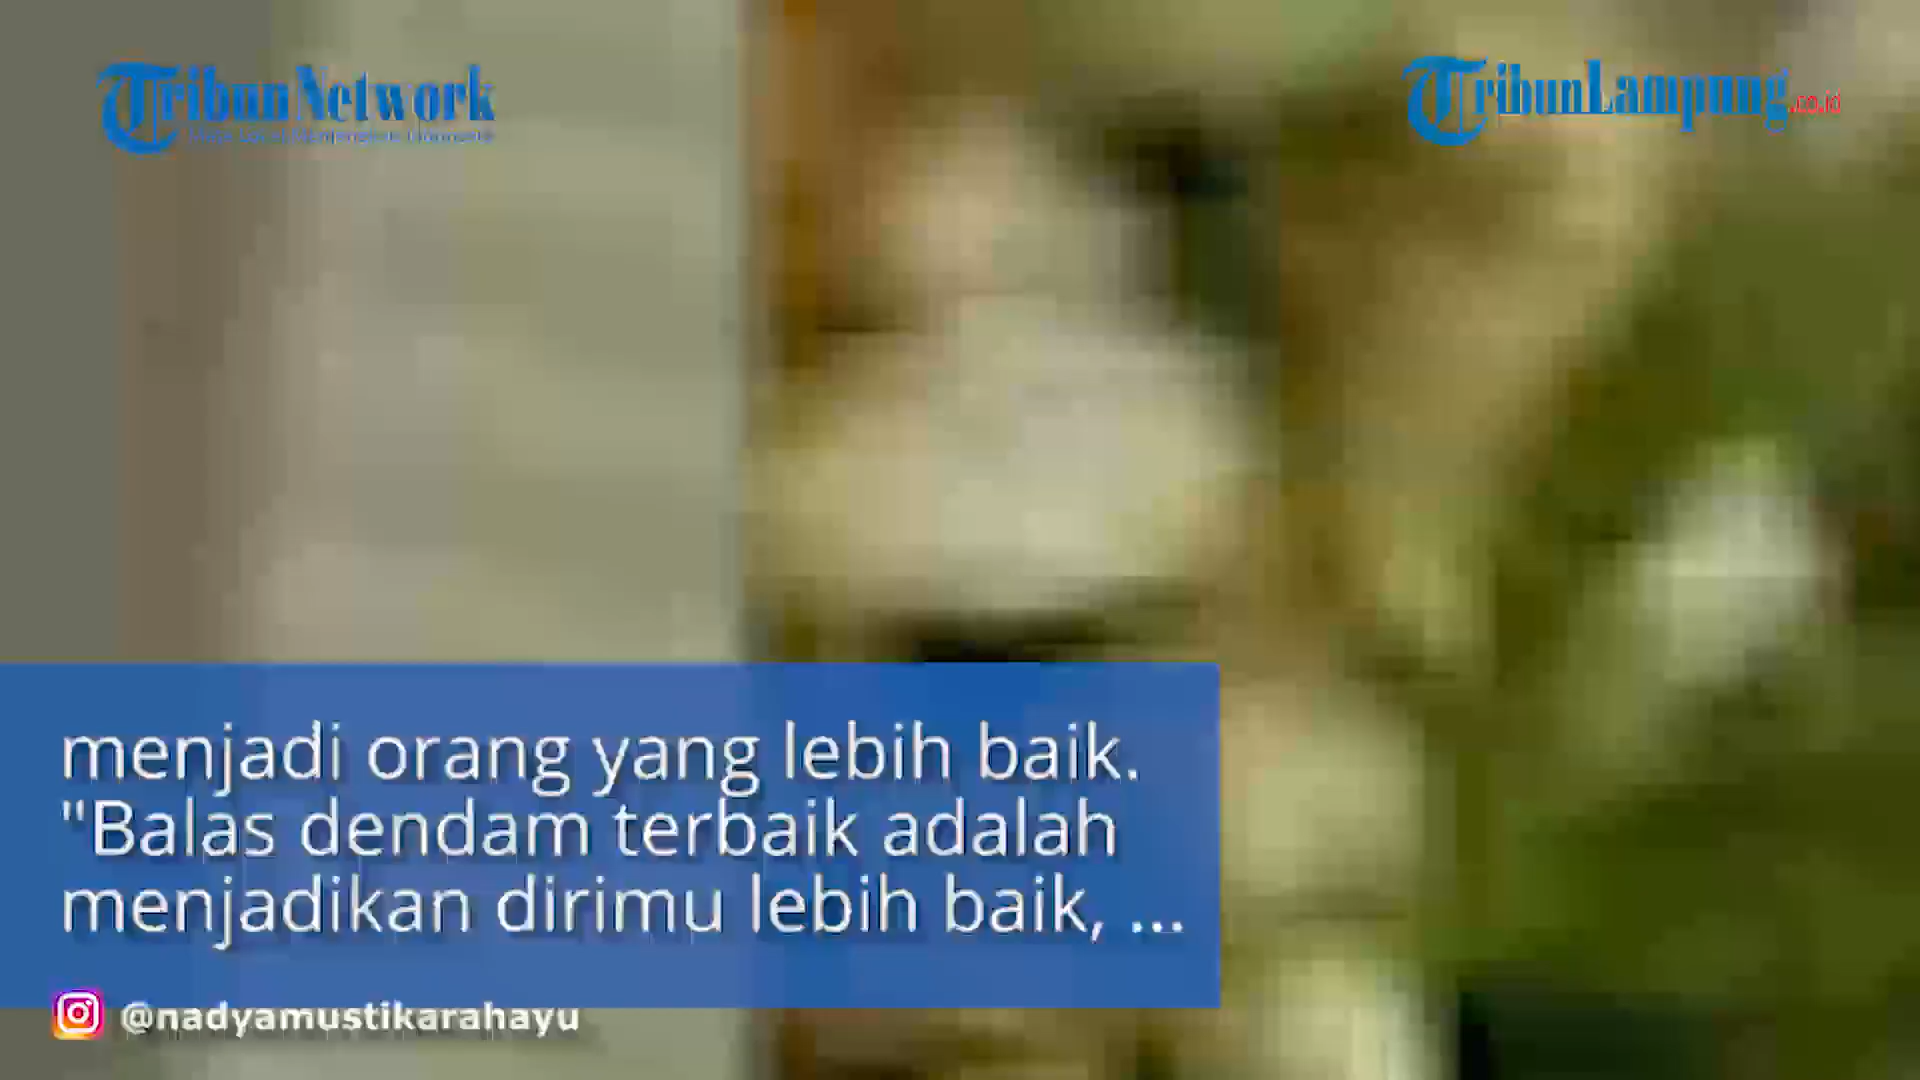 TribunNetwork
TribunLampung.co.id
menjadi orang yang lebih baik.
"Balas dendam terbaik adalah
menjadikan dirimu lebih baik, ...
@nadyamustikarahayu